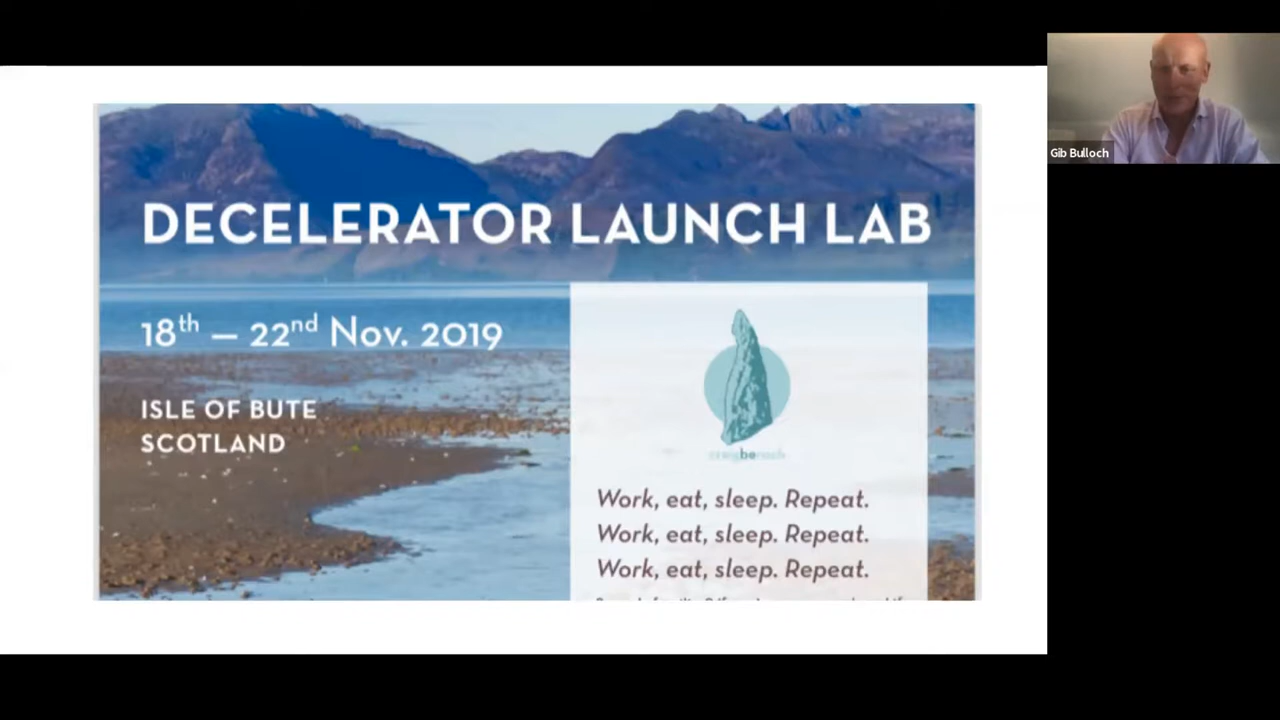 DECELERATOR LAUNCH LAB
18th — 22nd Nov. 2019
ISLE OF BUTE
SCOTLAND
Work, eat, sleep. Repeat.
Work, eat, sleep. Repeat.
Work, eat, sleep. Repeat.
Gib Bulloch